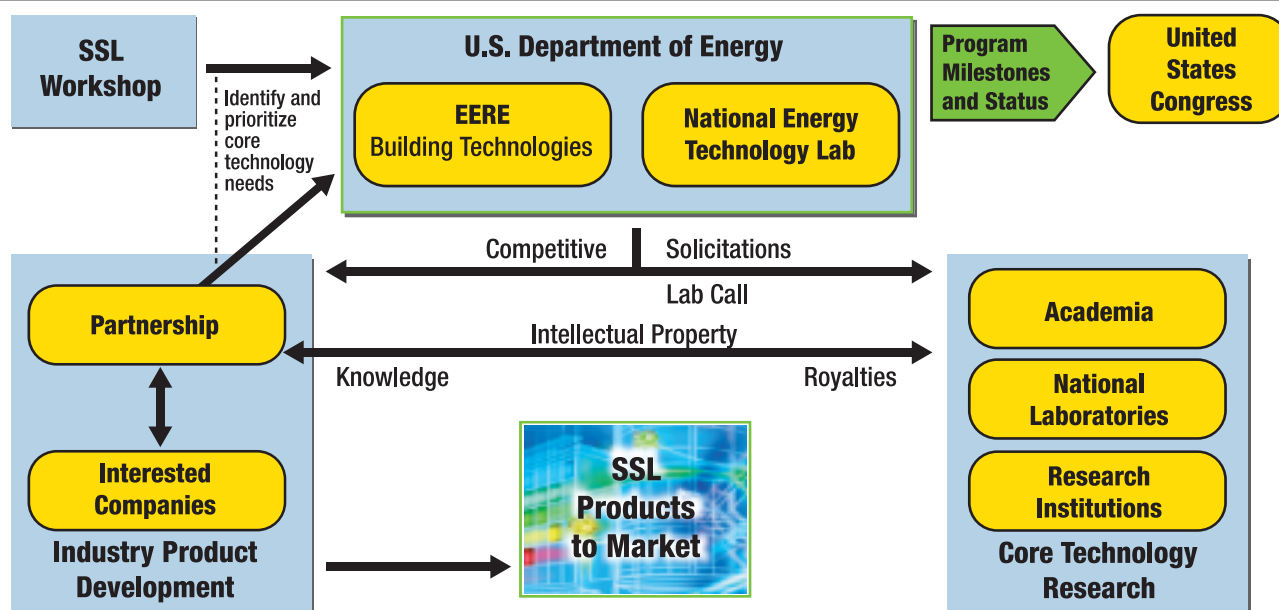 SSL
Workshop
Identify and
prioritize
core
technology
needs
U.S. Department of Energy
EERE
Building Technologies
National Energy
Technology Lab
Program
Milestones
and Status
United
States
Congress
Competitive
Solicitations
Lab Call
Intellectual Property
Knowledge
Royalties
Partnership
Interested
Companies
Industry Product
Development
SSL
Products
to Market
Academia
National
Laboratories
Research
Institutions
Core Technology
Research